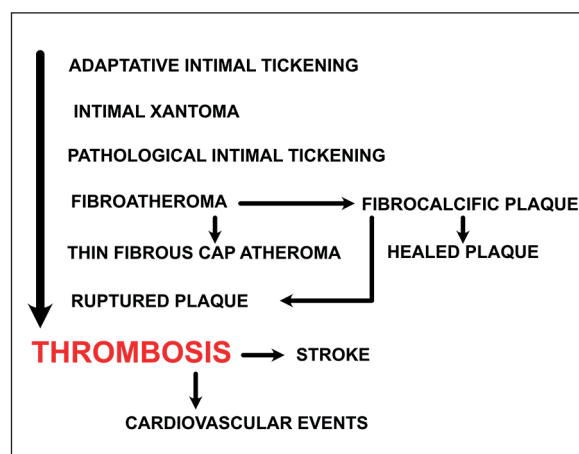 ADAPTATIVE INTIMAL TICKENING
INTIMAL XANTOMA
PATHOLOGICAL INTIMAL TICKENING
FIBROATHEROMA
FIBROCALCIFIC PLAQUE
THIN FIBROUS CAP ATHEROMA
HEALED PLAQUE
RUPTURED PLAQUE
THROMBOSIS
STROKE
CARDIOVASCULAR EVENTS